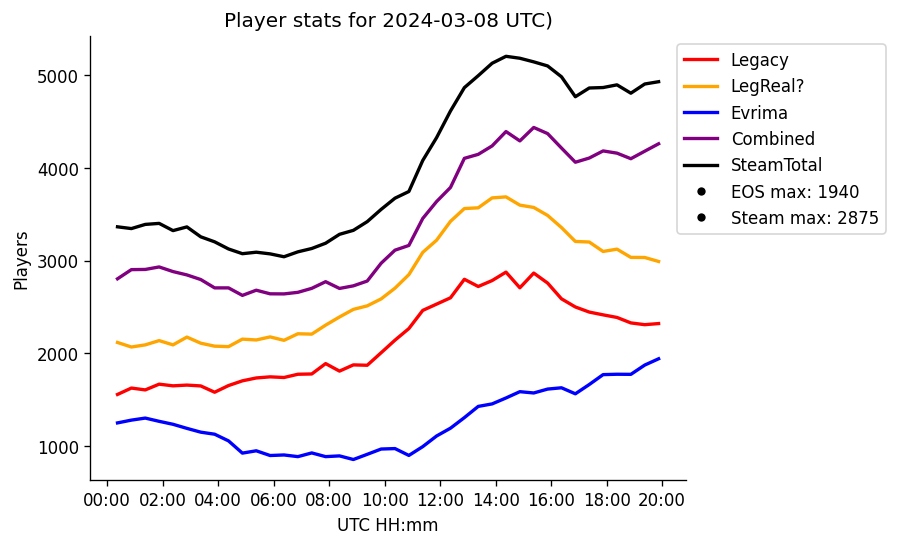 Player stats for 2024-03-08 UTC)
Players
5000
4000
3000
2000
1000
00:00 02:00 04:00 06:00 08:00 10:00 12:00 14:00 16:00 18:00 20:00
UTC HH:mm
Legacy
LegReal?
Evrima
Combined
SteamTotal
EOS max: 1940
Steam max: 2875